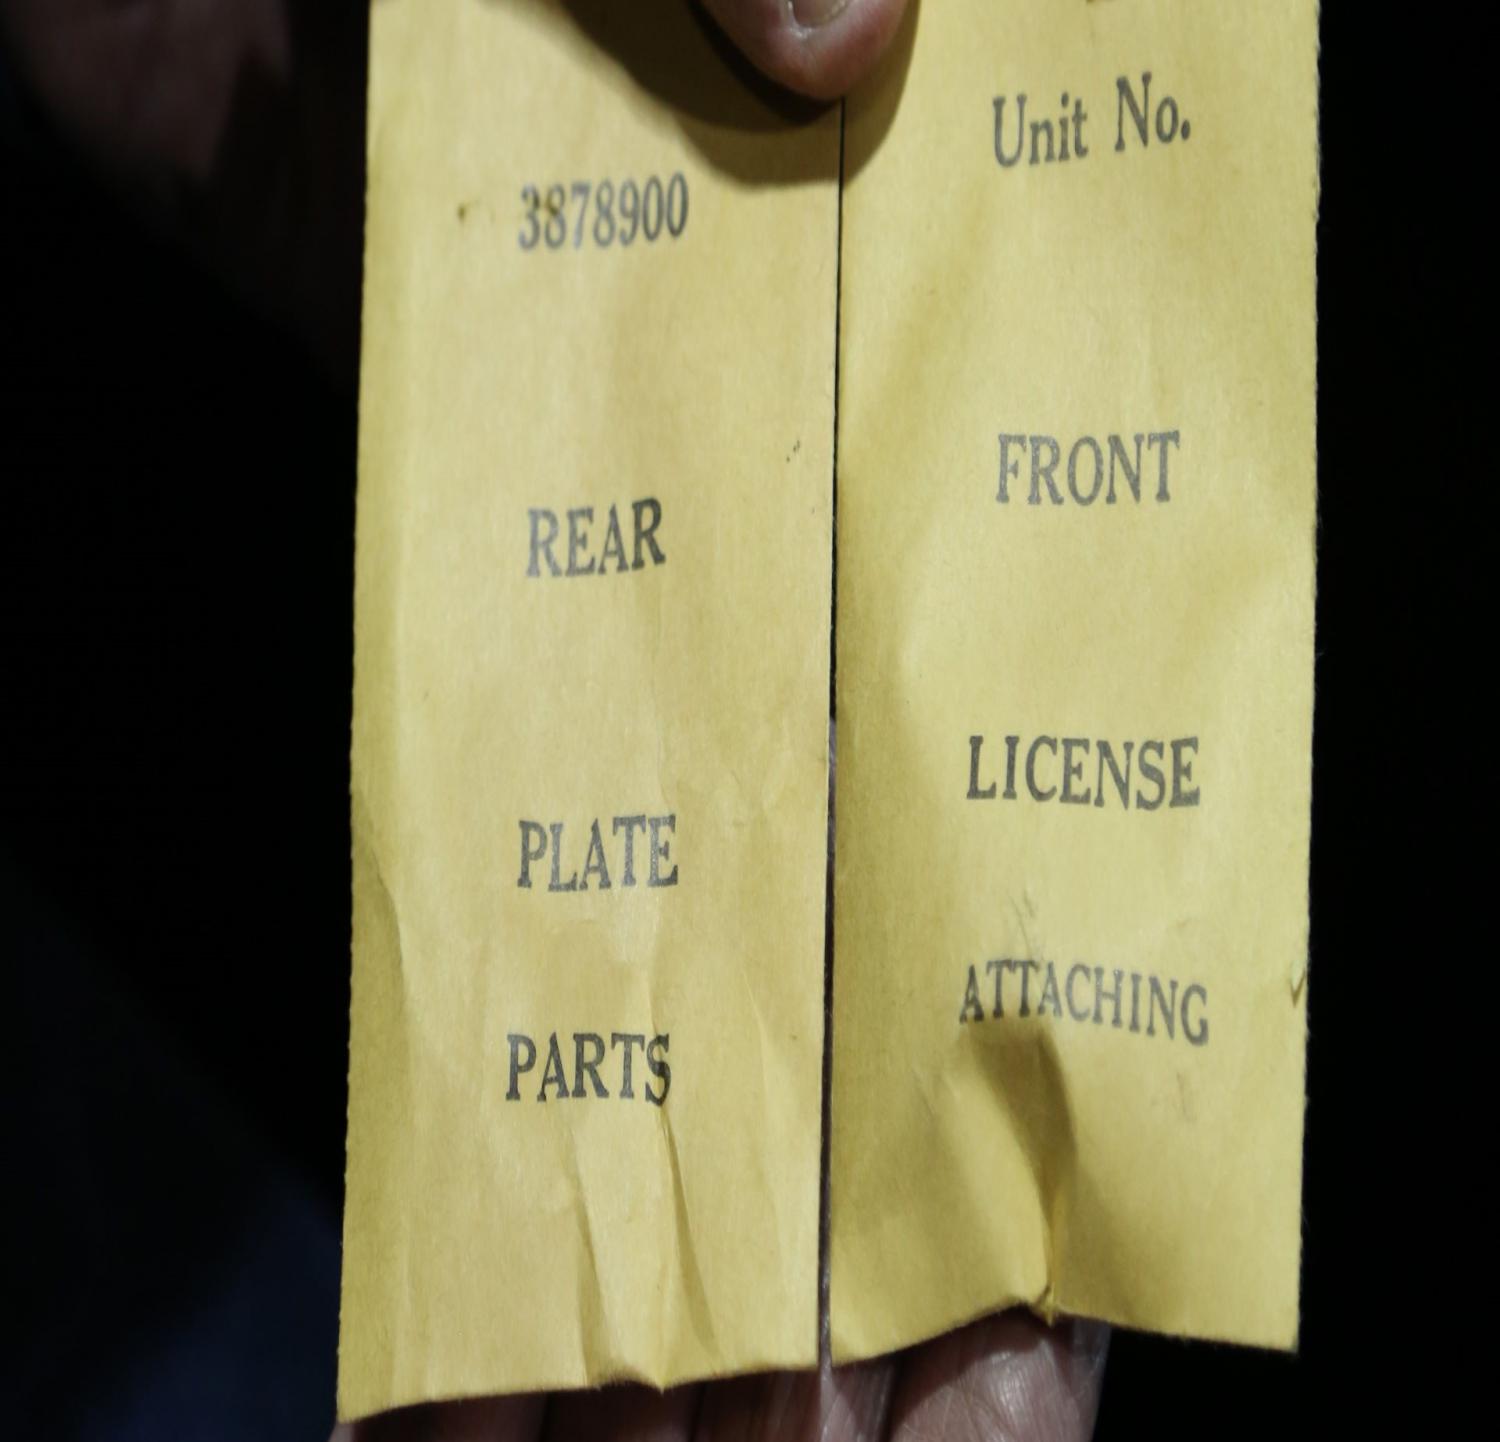 3878900
REAR
PLATE
PARTS
Unit No.
FRONT
LICENSE
ATTACHING